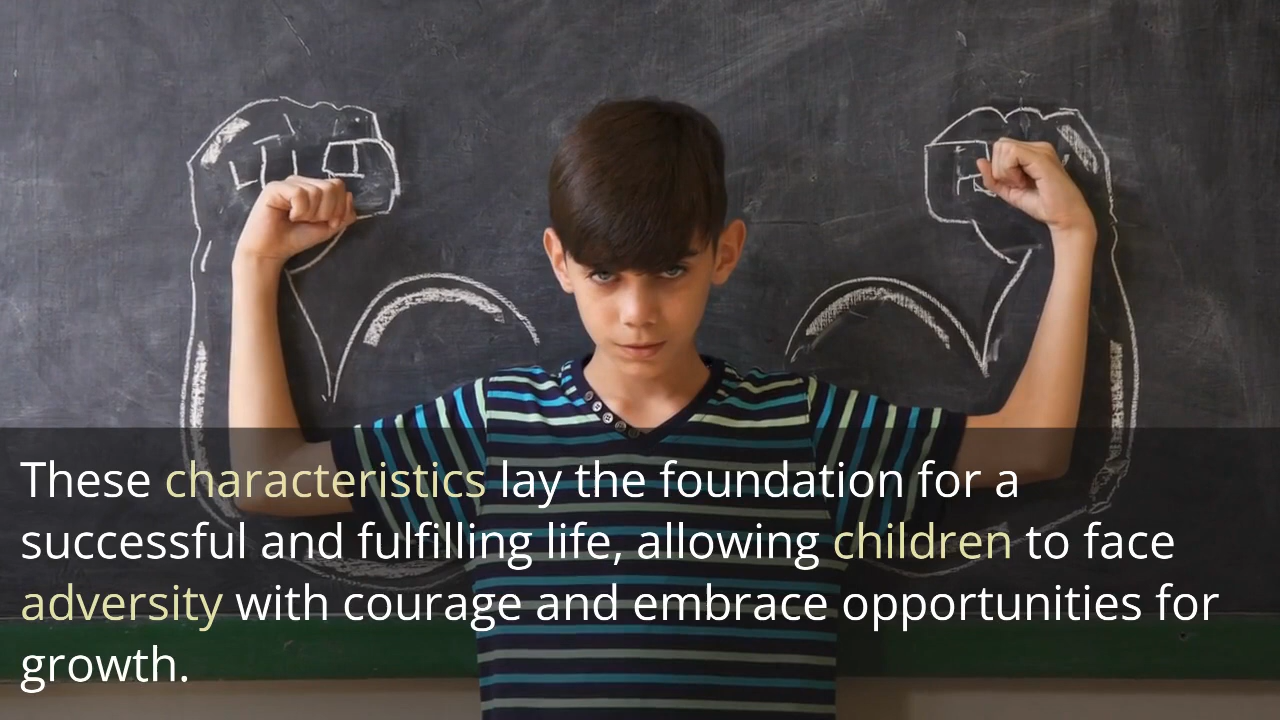 These characteristics lay the foundation for a
successful and fulfilling life, allowing children to face
adversity with courage and embrace opportunities for
growth.